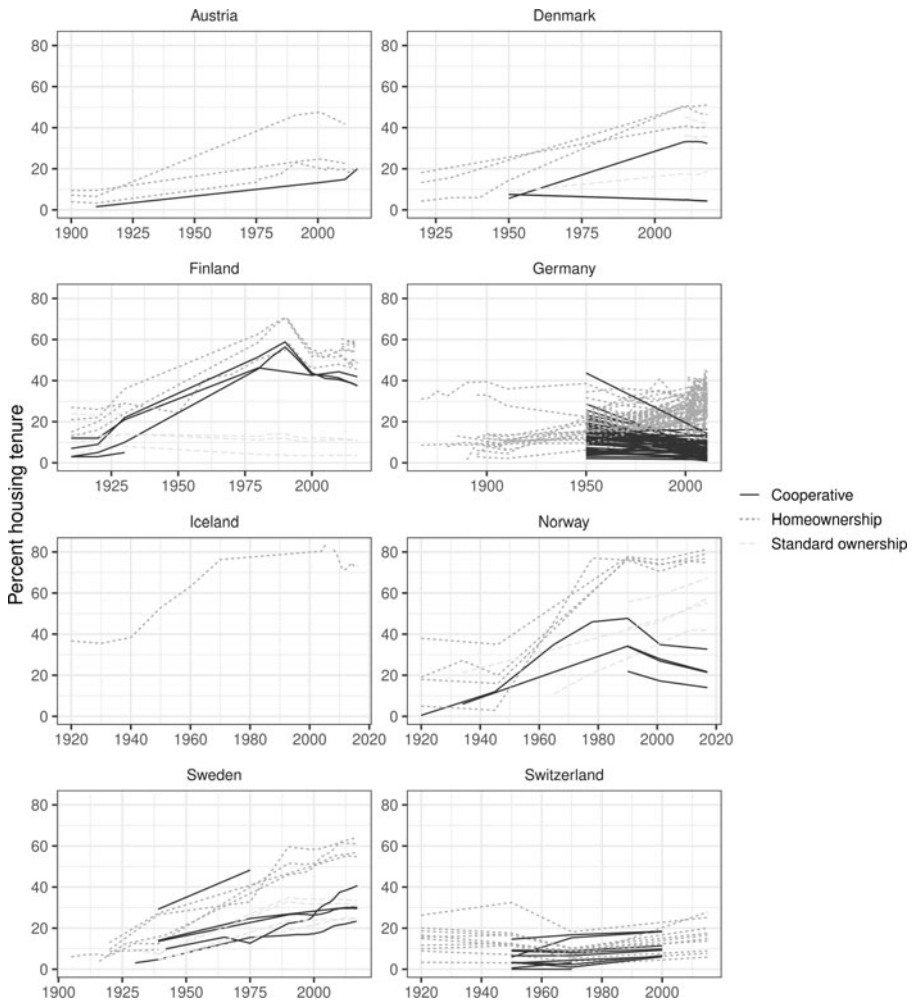 Austria
Denmark
80
60
40
20
0
1900 1925 1950 1975 2000
80
60
40
20
0
1925 1950 1975 2000
Finland
Germany
80
60
40
20
0
1925 1950 1975 2000
80
60
40
20
0
1900 1950 2000
Iceland
Norway
80
60
40
20
0
1920 1940 1960 1980 2000 2020
80
60
40
20
0
1920 1940 1960 1980 2000 2020
Sweden
Switzerland
80
60
40
20
0
1900 1925 1950 1975 2000
80
60
40
20
0
1920 1940 1960 1980 2000
Percent housing tenure
Cooperative
Homeownership
Standard ownership